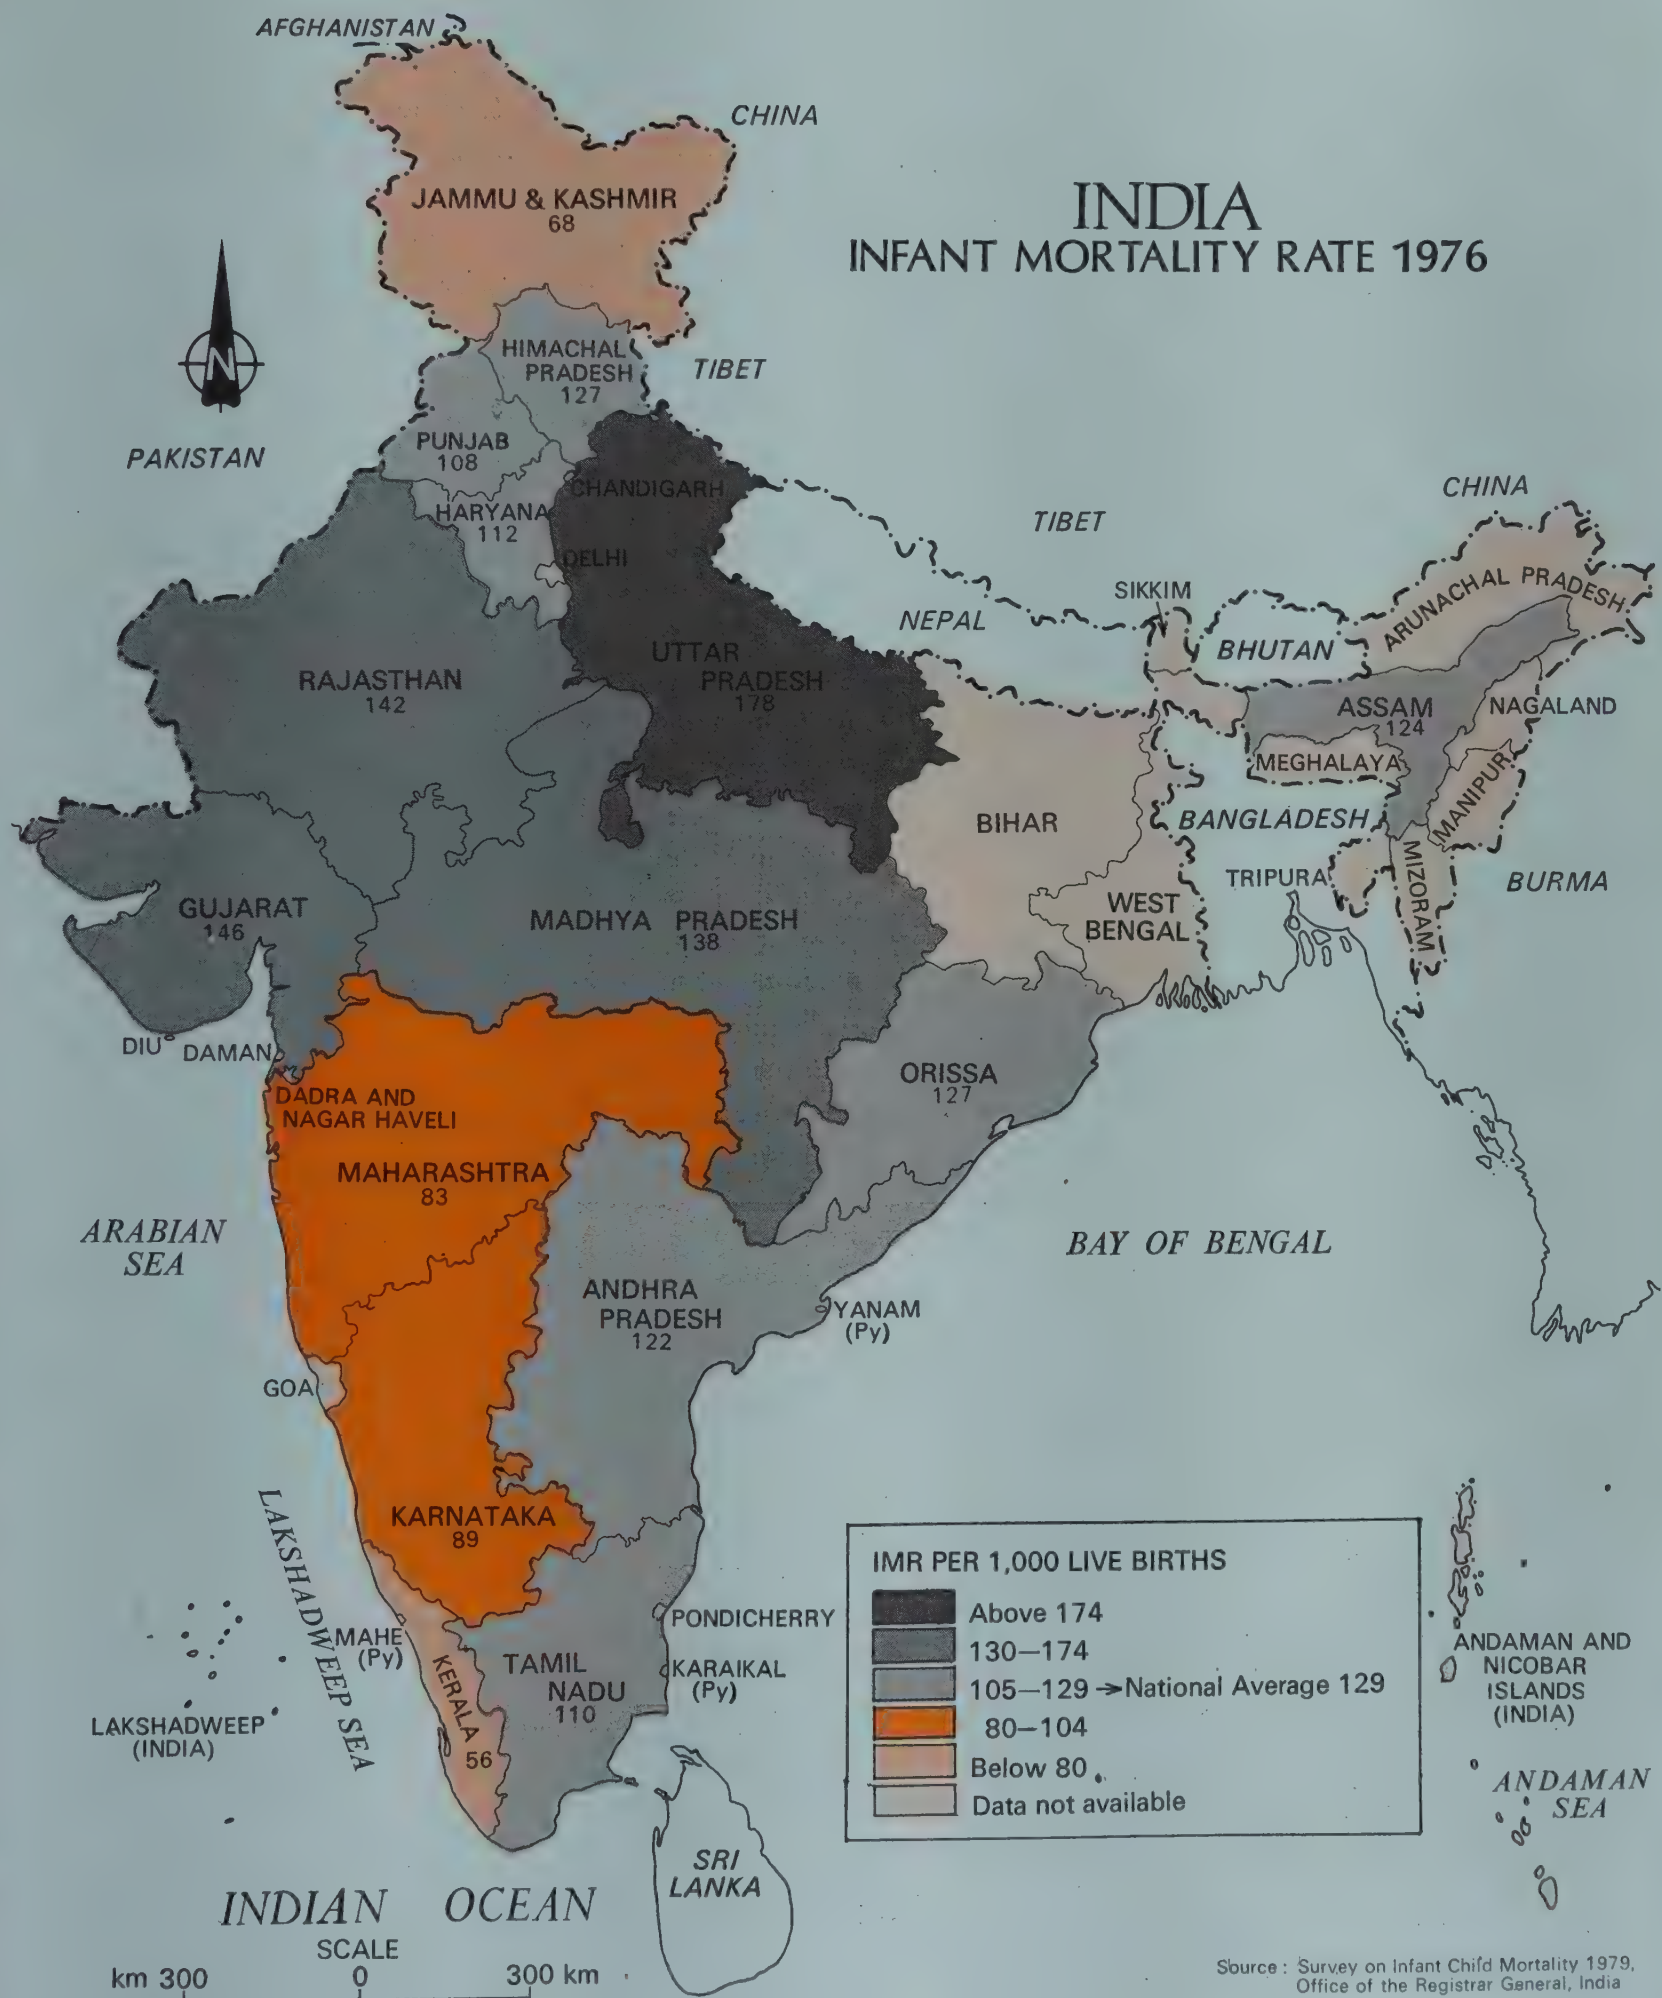 AFGHANISTAN
CHINA
JAMMU & KASHMIR
68
INDIA
INFANT MORTALITY RATE 1976
N
HIMACHAL
PRADESH
127
TIBET
PUNJAB
108
PAKISTAN
CHANDIGARH
HARYANA
112
DELHI
TIBET
CHINA
SIKKIM
NEPAL
BHUTAN
ARUNACHAL PRADESH
RAJASTHAN
142
UTTAR
PRADESH
178
ASSAM
124
NAGALAND
MEGHALAYA
MANIPUR
BIHAR
BANGLADESH
TRIPURA
MIZORAM
BURMA
GUJARAT
146
MADHYA PRADESH
138
WEST
BENGAL
DIU
DAMAN
DADRA AND
NAGAR HAVELI
ORISSA
127
MAHARASHTRA
83
ARABIAN
SEA
BAY OF BENGAL
ANDHRA
PRADESH
122
YANAM
(Py)
GOA
KARNATAKA
89
LAKSHADWEEP SEA
MAHE
(Py)
KERALA
56
TAMIL
NADU
110
PONDICHERRY
KARAIKAL
(Py)
LAKSHADWEEP
(INDIA)
IMR PER 1,000 LIVE BIRTHS
Above 174
130—174
105—129 → National Average 129
80—104
Below 80
Data not available
ANDAMAN AND
NICOBAR
ISLANDS
(INDIA)
ANDAMAN
SEA
SRI
LANKA
INDIAN OCEAN
SCALE
km 300 0 300 km
Source : Survey on Infant Child Mortality 1979,
Office of the Registrar General, India